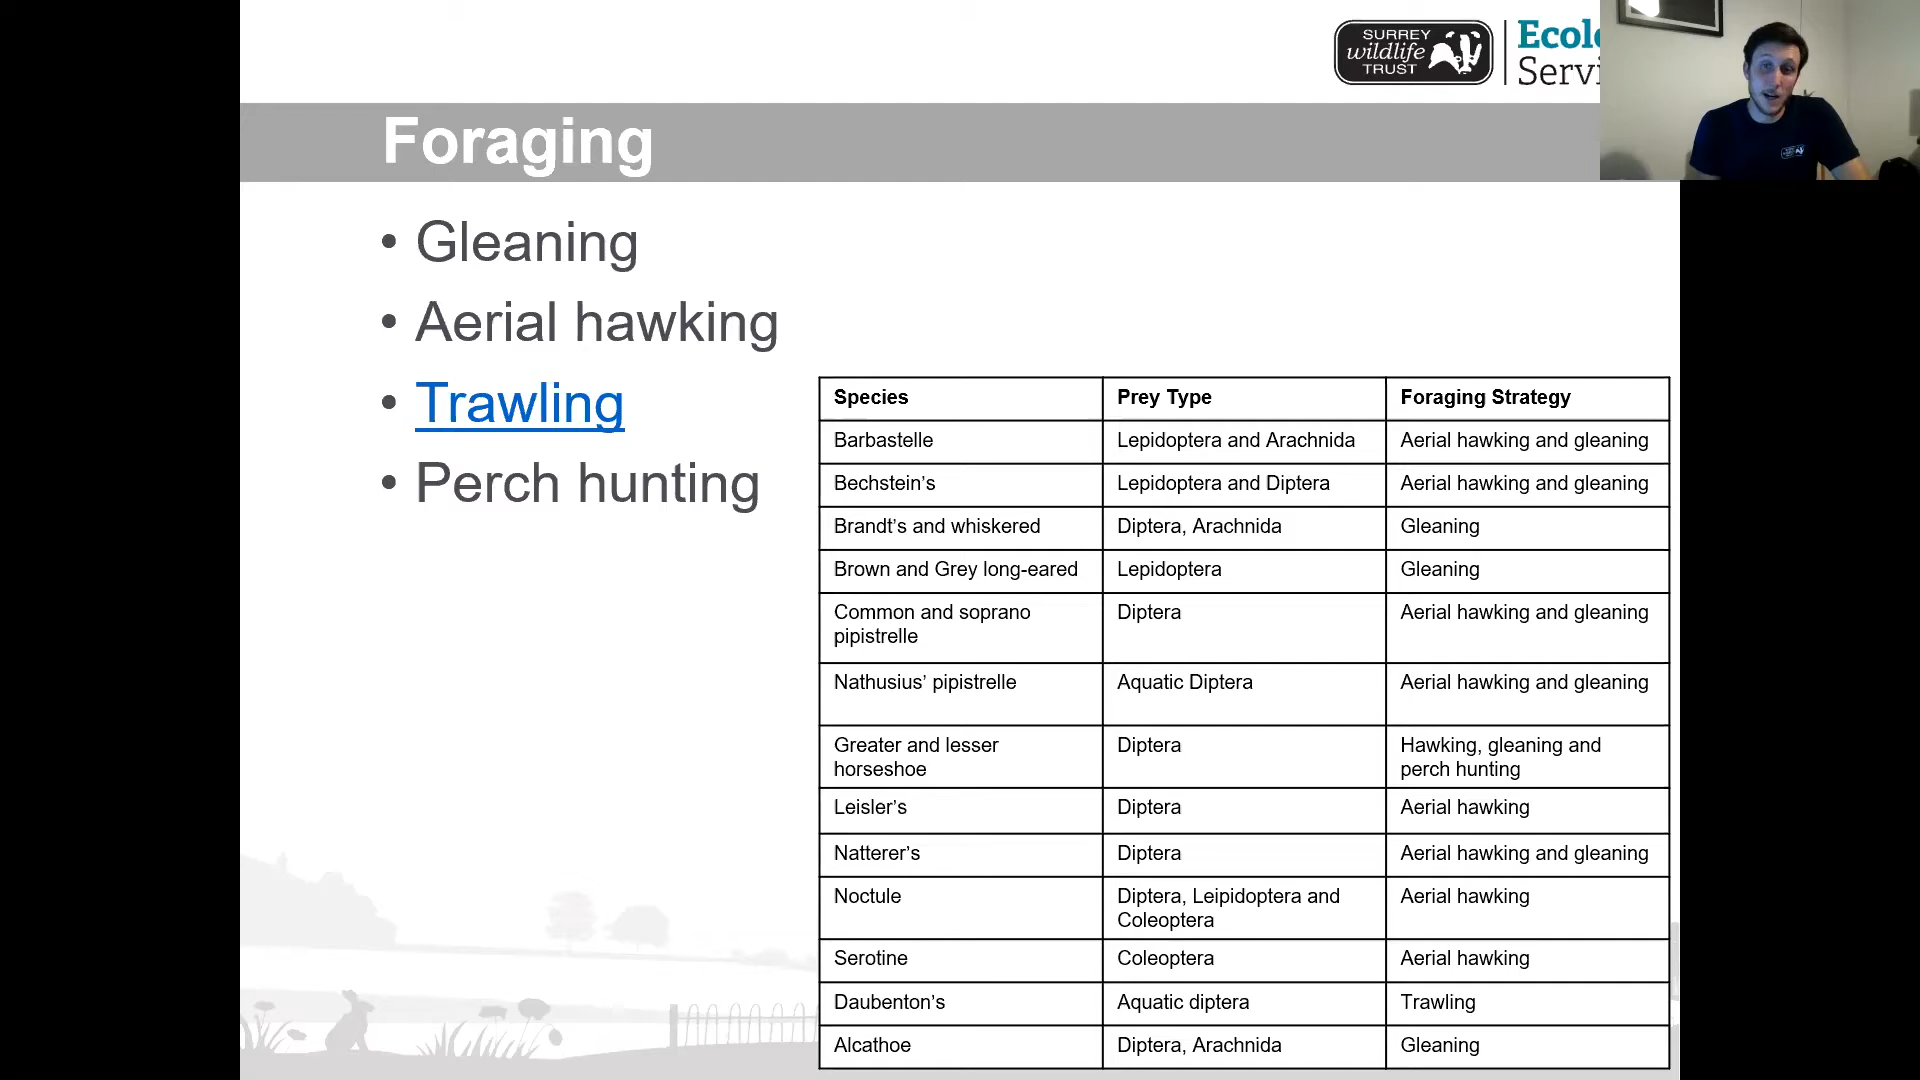 SURREY
wildlife
TRUST
Foraging
• Gleaning
• Aerial hawking
• Trawling
• Perch hunting
Species Prey Type Foraging Strategy
Barbastelle Lepidoptera and Arachnida Aerial hawking and gleaning
Bechstein’s Lepidoptera and Diptera Aerial hawking and gleaning
Brandt’s and whiskered Diptera, Arachnida Gleaning
Brown and Grey long-eared Lepidoptera Gleaning
Common and soprano Diptera Aerial hawking and gleaning
pipistrelle
Nathusius’ pipistrelle Aquatic Diptera Aerial hawking and gleaning
Greater and lesser Diptera Hawking, gleaning and
horseshoe perch hunting
Leisler’s Diptera Aerial hawking
Natterer’s Diptera Aerial hawking and gleaning
Noctule Diptera, Leipidoptera and Aerial hawking
Coleoptera
Serotine Coleoptera Aerial hawking
Daubenton’s Aquatic diptera Trawling
Alcathoe Diptera, Arachnida Gleaning